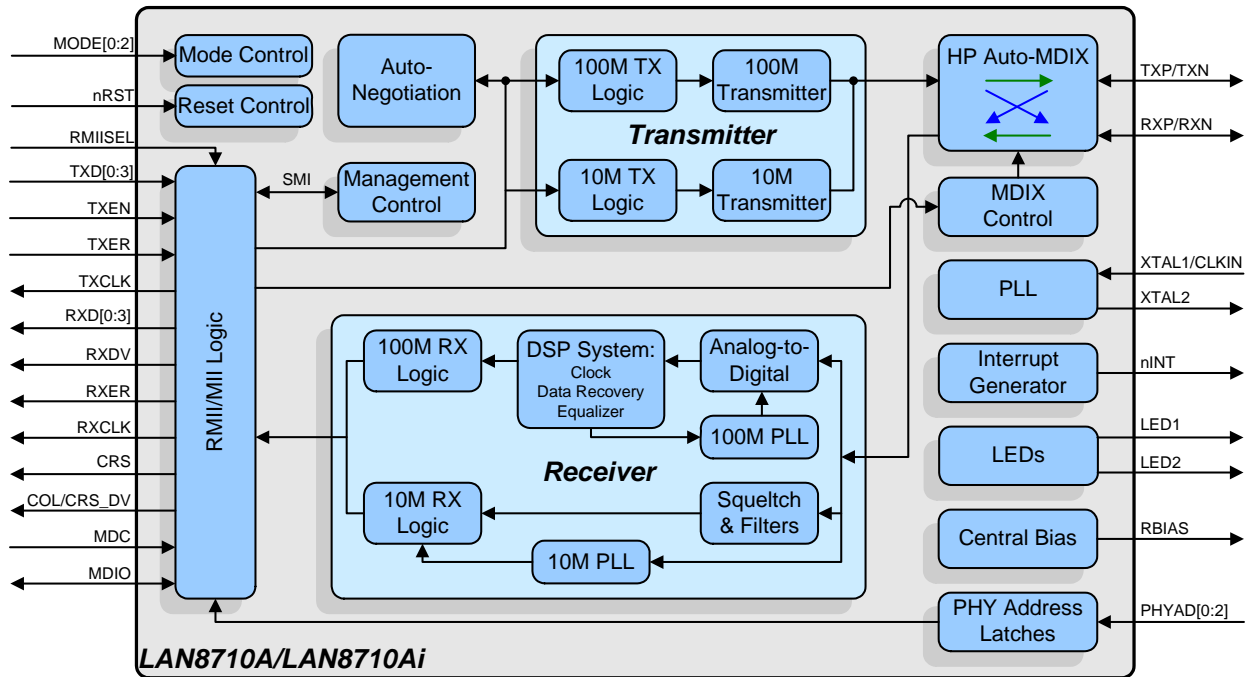 MODE[0:2]
nRST
RMIISEL
TXD[0:3]
TXEN
TXER
TXCLK
RXD[0:3]
RXDV
RXER
RXCLK
CRS
COL/CRS_DV
MDC
MDIO
Mode Control
Reset Control
RMII/MII Logic
SMI
Auto-
Negotiation
Management
Control
100M TX
Logic
100M
Transmitter
Transmitter
10M TX
Logic
10M
Transmitter
100M RX
Logic
DSP System:
Clock
Data Recovery
Equalizer
Analog-to-
Digital
100M PLL
Receiver
10M RX
Logic
Squeltch
& Filters
10M PLL
HP Auto-MDIX
MDIX
Control
PLL
Interrupt
Generator
LEDs
Central Bias
PHY Address
Latches
TXP/TXN
RXP/RXN
XTAL1/CLKIN
XTAL2
nINT
LED1
LED2
RBIAS
PHYAD[0:2]
LAN8710A/LAN8710Ai